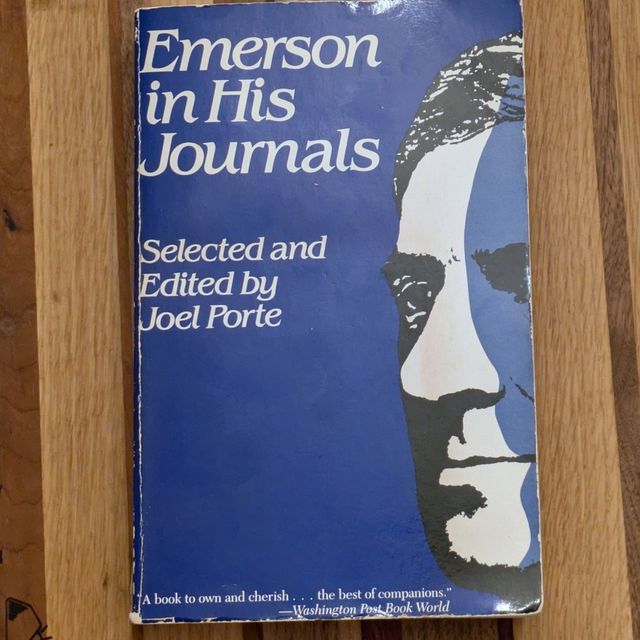 Emerson
in His
Journals
Selected and
Edited by
Joel Porte
"A book to own and cherish . . . the best of companions."
—Washington Post Book World